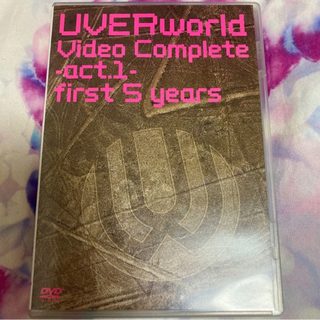 UVERworld
Video Complete
-act.1-
first 5 years
DVD